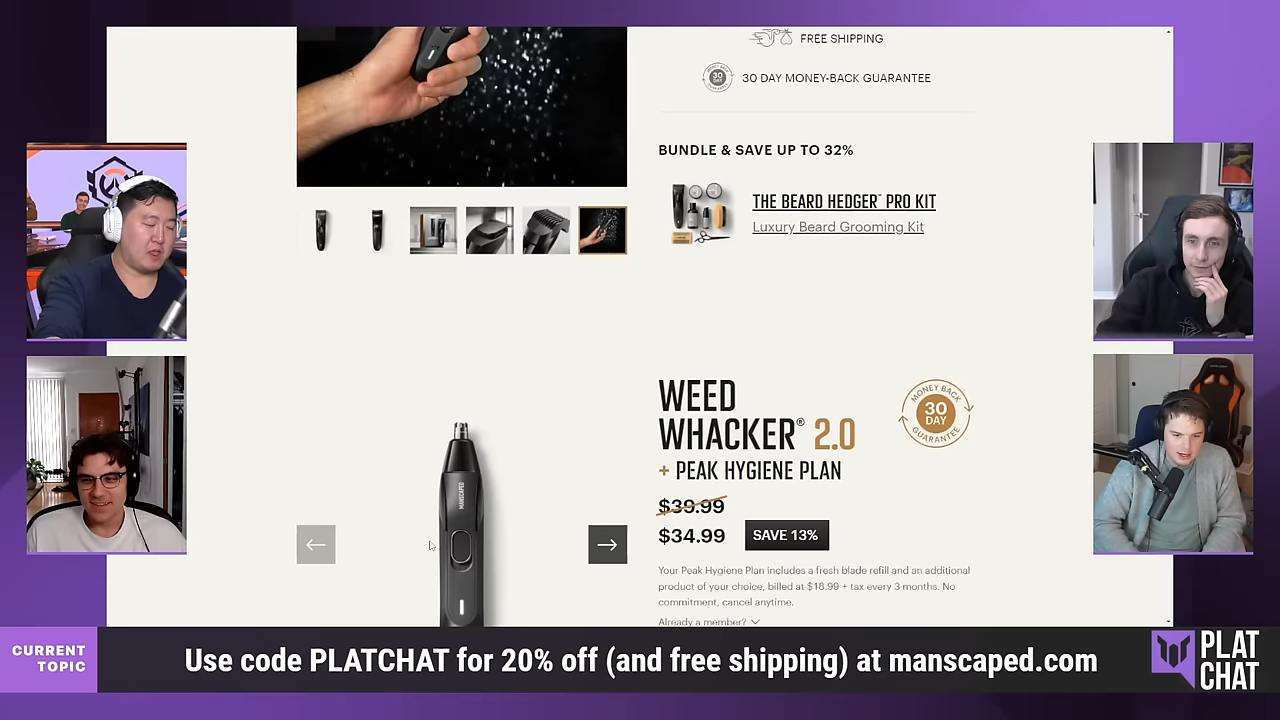 FREE SHIPPING
30 DAY
30 DAY MONEY-BACK GUARANTEE
BUNDLE & SAVE UP TO 32%
THE BEARD HEDGER™ PRO KIT
Luxury Beard Grooming Kit
WEED
WHACKER® 2.0
+ PEAK HYGIENE PLAN
MONEY BACK
30
DAY
GUARANTEE
$39.99
$34.99
SAVE 13%
Your Peak Hygiene Plan includes a fresh blade refill and an additional
product of your choice, billed at $18.99 + tax every 3 months. No
commitment, cancel anytime.
Already a member?
MANSCAPED
CURRENT
TOPIC
Use code PLATCHAT for 20% off (and free shipping) at manscaped.com
PLAT
CHAT